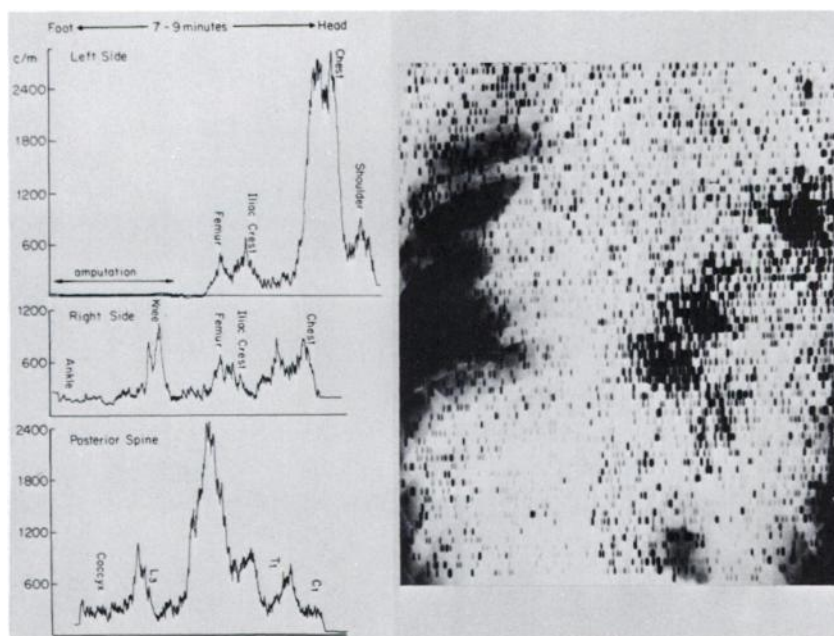 Foot ← 7 - 9 minutes → Head
c/m
Left Side
Chest
2400
1800
Shoulder
1200
Femur
Iliac Crest
600
amputation
1200
Knee
Right Side
Femur
Iliac Crest
Chest
600
Ankle
2400
Posterior Spine
1800
1200
Coccyx
L3
T1
C1
600